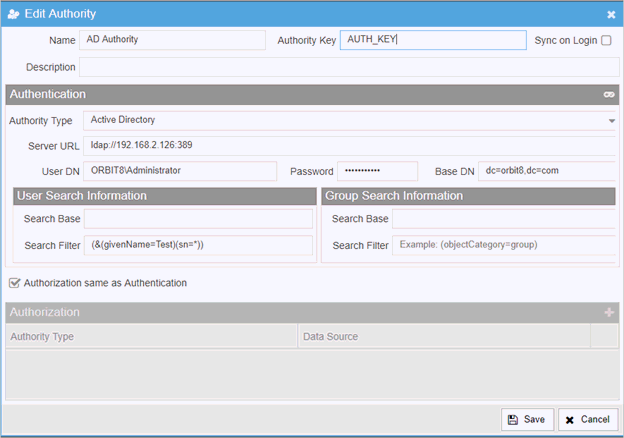 Edit Authority
Name AD Authority Authority Key AUTH_KEY Sync on Login
Description
Authentication
Authority Type Active Directory
Server URL ldap://192.168.2.126:389
User DN ORBIT8\Administrator Password ••••••••••• Base DN dc=orbit8,dc=com
User Search Information Group Search Information
Search Base Search Base
Search Filter (&(givenName=Test)(sn=*)) Search Filter Example: (objectCategory=group)
Authorization same as Authentication
Authorization
Authority Type Data Source
Save Cancel